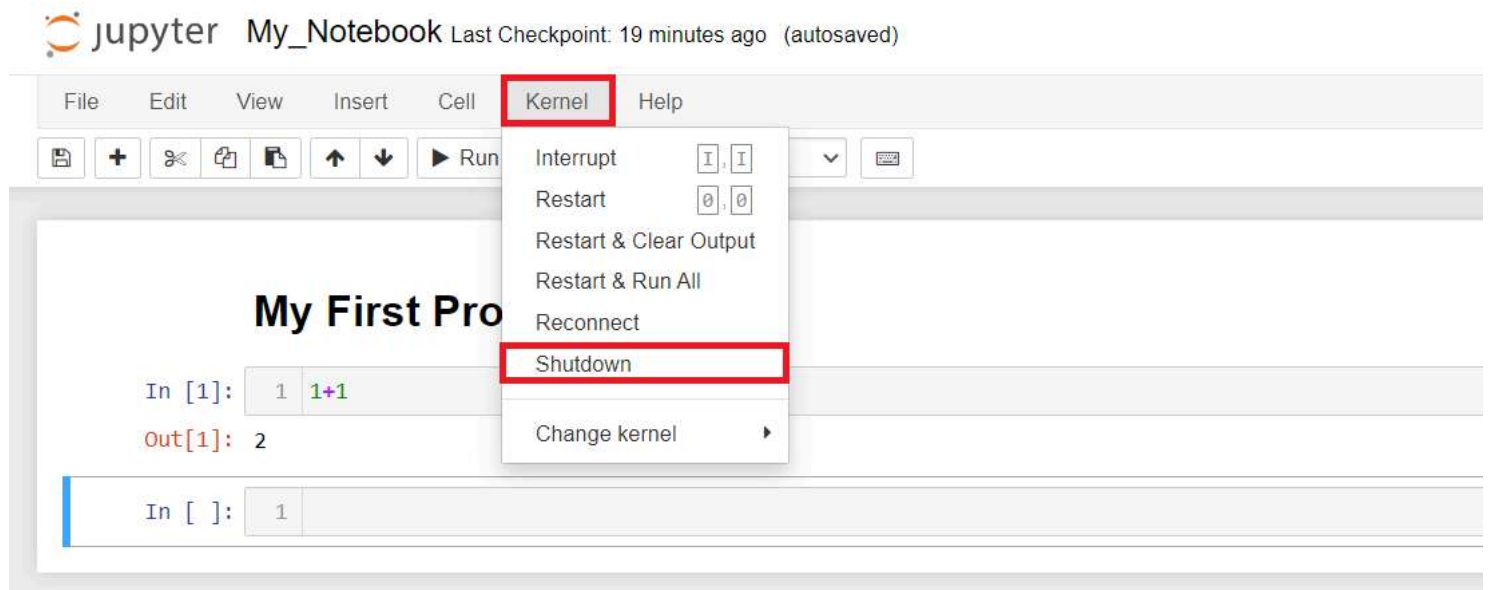 jupyter My_Notebook Last Checkpoint: 19 minutes ago (autosaved)
File Edit View Insert Cell Kernel Help
Run
Interrupt I,I
Restart 0,0
Restart & Clear Output
Restart & Run All
My First Pro
Reconnect
Shutdown
In [1]: 1 1+1
Out[1]: 2
Change kernel
In [ ]: 1